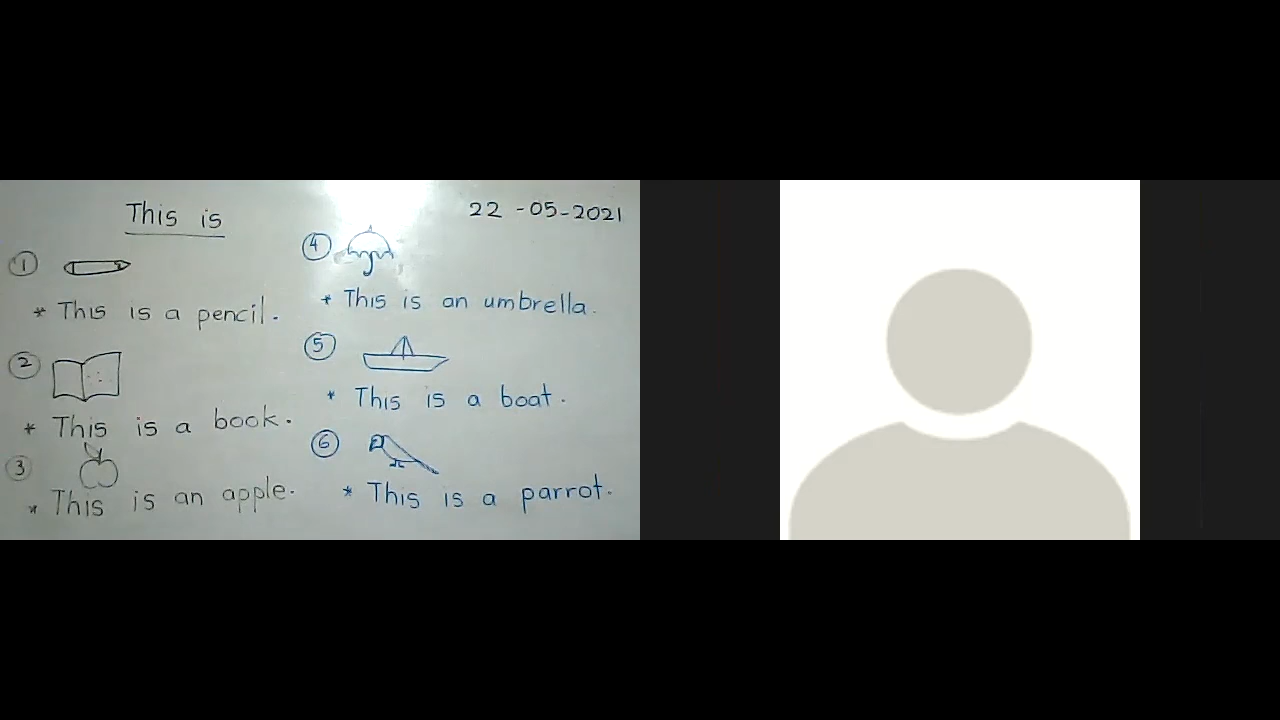 This is
22-05-2021
1
* This is a pencil.
2
* This is a book.
3
* This is an apple.
4
* This is an umbrella.
5
* This is a boat.
6
* This is a parrot.